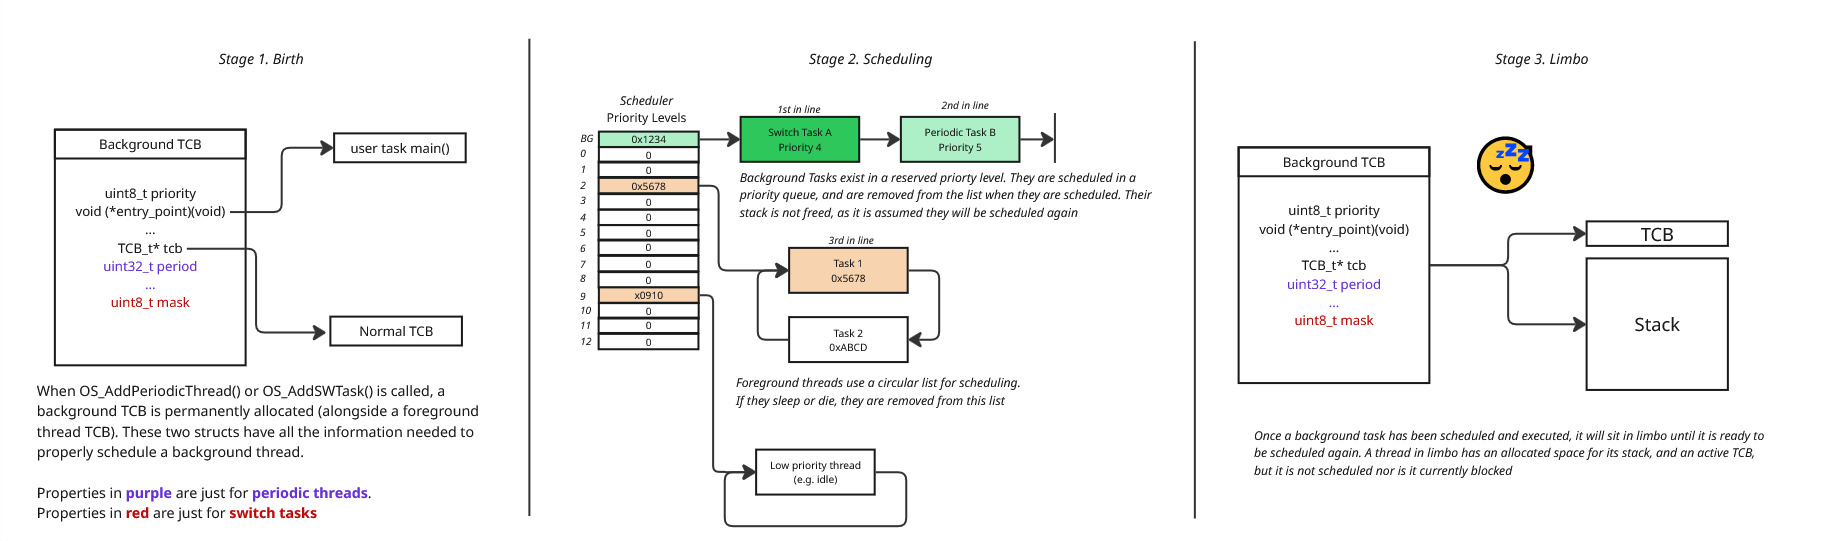 Stage 1. Birth
Background TCB
uint8_t priority
void (*entry_point)(void)
...
TCB_t* tcb
uint32_t period
...
uint8_t mask
user task main()
Normal TCB
When OS_AddPeriodicThread() or OS_AddSWTask() is called, a
background TCB is permanently allocated (alongside a foreground
thread TCB). These two structs have all the information needed to
properly schedule a background thread.
Properties in purple are just for periodic threads.
Properties in red are just for switch tasks
Stage 2. Scheduling
Scheduler
Priority Levels
BG 0x1234
0 0
1 0
2 0x5678
3 0
4 0
5 0
6 0
7 0
8 0
9 x0910
10 0
11 0
12 0
1st in line
Switch Task A
Priority 4
2nd in line
Periodic Task B
Priority 5
Background Tasks exist in a reserved priorty level. They are scheduled in a
priority queue, and are removed from the list when they are scheduled. Their
stack is not freed, as it is assumed they will be scheduled again
3rd in line
Task 1
0x5678
Task 2
0xABCD
Foreground threads use a circular list for scheduling.
If they sleep or die, they are removed from this list
Low priority thread
(e.g. idle)
Stage 3. Limbo
Background TCB
uint8_t priority
void (*entry_point)(void)
...
TCB_t* tcb
uint32_t period
...
uint8_t mask
zzZ
TCB
Stack
Once a background task has been scheduled and executed, it will sit in limbo until it is ready to
be scheduled again. A thread in limbo has an allocated space for its stack, and an active TCB,
but it is not scheduled nor is it currently blocked